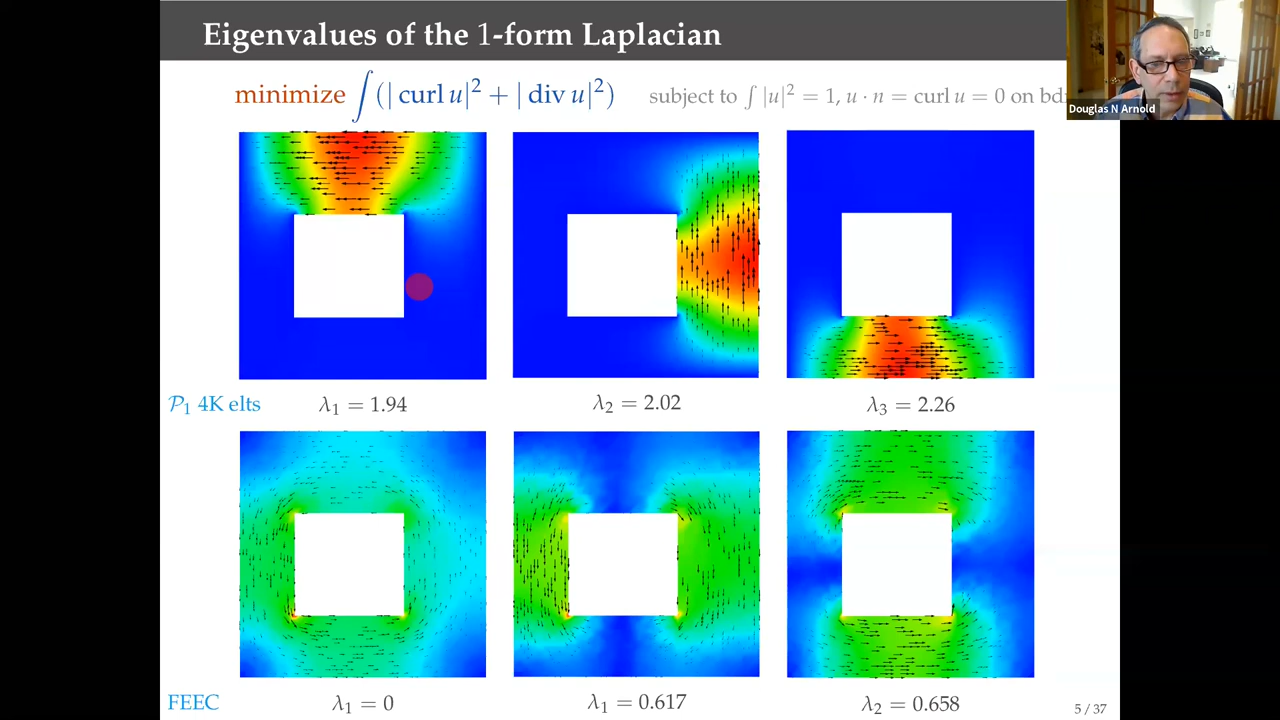 Eigenvalues of the 1-form Laplacian
minimize ∫(| curl u|² + | div u|²) subject to ∫ |u|² = 1, u · n = curl u = 0 on bd
Douglas N Arnold
𝒫₁ 4K elts λ₁ = 1.94 λ₂ = 2.02 λ₃ = 2.26
FEEC λ₁ = 0 λ₁ = 0.617 λ₂ = 0.658
5 / 37